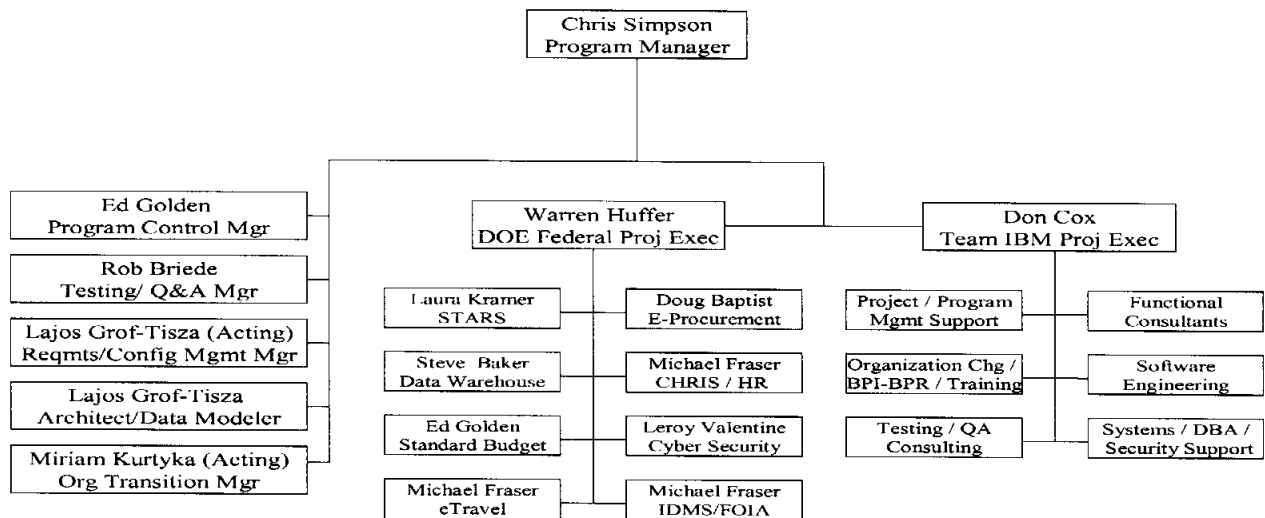 Chris Simpson
Program Manager
Ed Golden
Program Control Mgr
Rob Briede
Testing/ Q&A Mgr
Lajos Grof-Tisza (Acting)
Reqmts/Config Mgmt Mgr
Lajos Grof-Tisza
Architect/Data Modeler
Miriam Kurtyka (Acting)
Org Transition Mgr
Warren Huffer
DOE Federal Proj Exec
Laura Kramer
STARS
Doug Baptist
E-Procurement
Steve Baker
Data Warehouse
Michael Fraser
CHRIS / HR
Ed Golden
Standard Budget
Leroy Valentine
Cyber Security
Michael Fraser
eTravel
Michael Fraser
IDMS/FOIA
Don Cox
Team IBM Proj Exec
Project / Program
Mgmt Support
Functional
Consultants
Organization Chg /
BPI-BPR / Training
Software
Engineering
Testing / QA
Consulting
Systems / DBA /
Security Support